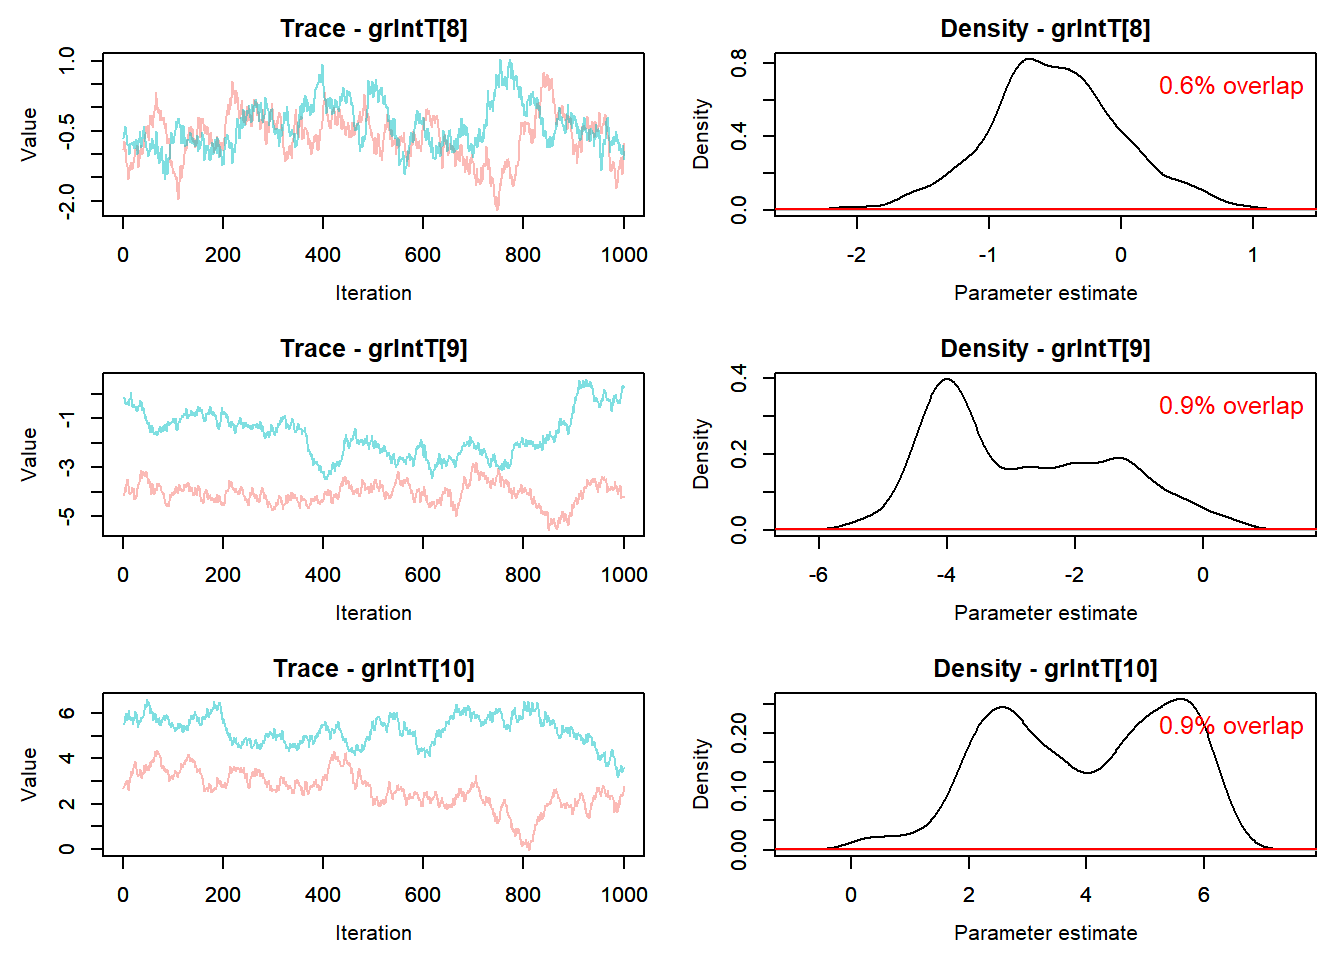 Trace - grIntT[8]
Value
1.0
-0.5
-2.0
0 200 400 600 800 1000
Iteration
Density - grIntT[8]
0.6% overlap
Density
0.8
0.4
0.0
-2 -1 0 1
Parameter estimate
Trace - grIntT[9]
Value
-1
-3
-5
0 200 400 600 800 1000
Iteration
Density - grIntT[9]
0.9% overlap
Density
0.4
0.2
0.0
-6 -4 -2 0
Parameter estimate
Trace - grIntT[10]
Value
6
4
2
0
0 200 400 600 800 1000
Iteration
Density - grIntT[10]
0.9% overlap
Density
0.20
0.10
0.00
0 2 4 6
Parameter estimate